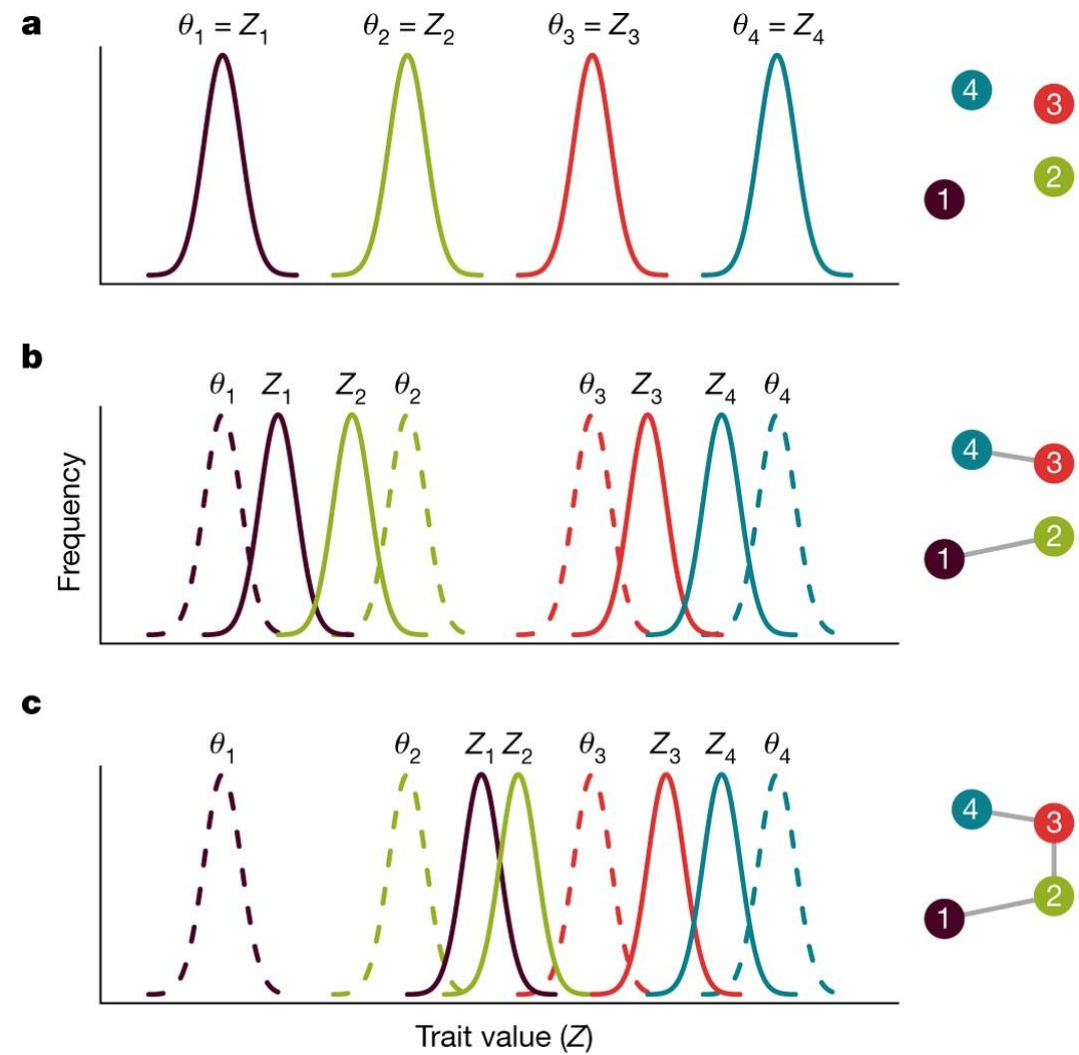 a
θ₁ = Z₁ θ₂ = Z₂ θ₃ = Z₃ θ₄ = Z₄
4
3
2
1
b
θ₁ Z₁ Z₂ θ₂ θ₃ Z₃ Z₄ θ₄
4
3
2
1
Frequency
c
θ₁ θ₂ Z₁ Z₂ θ₃ Z₃ Z₄ θ₄
4
3
2
1
Trait value (Z)